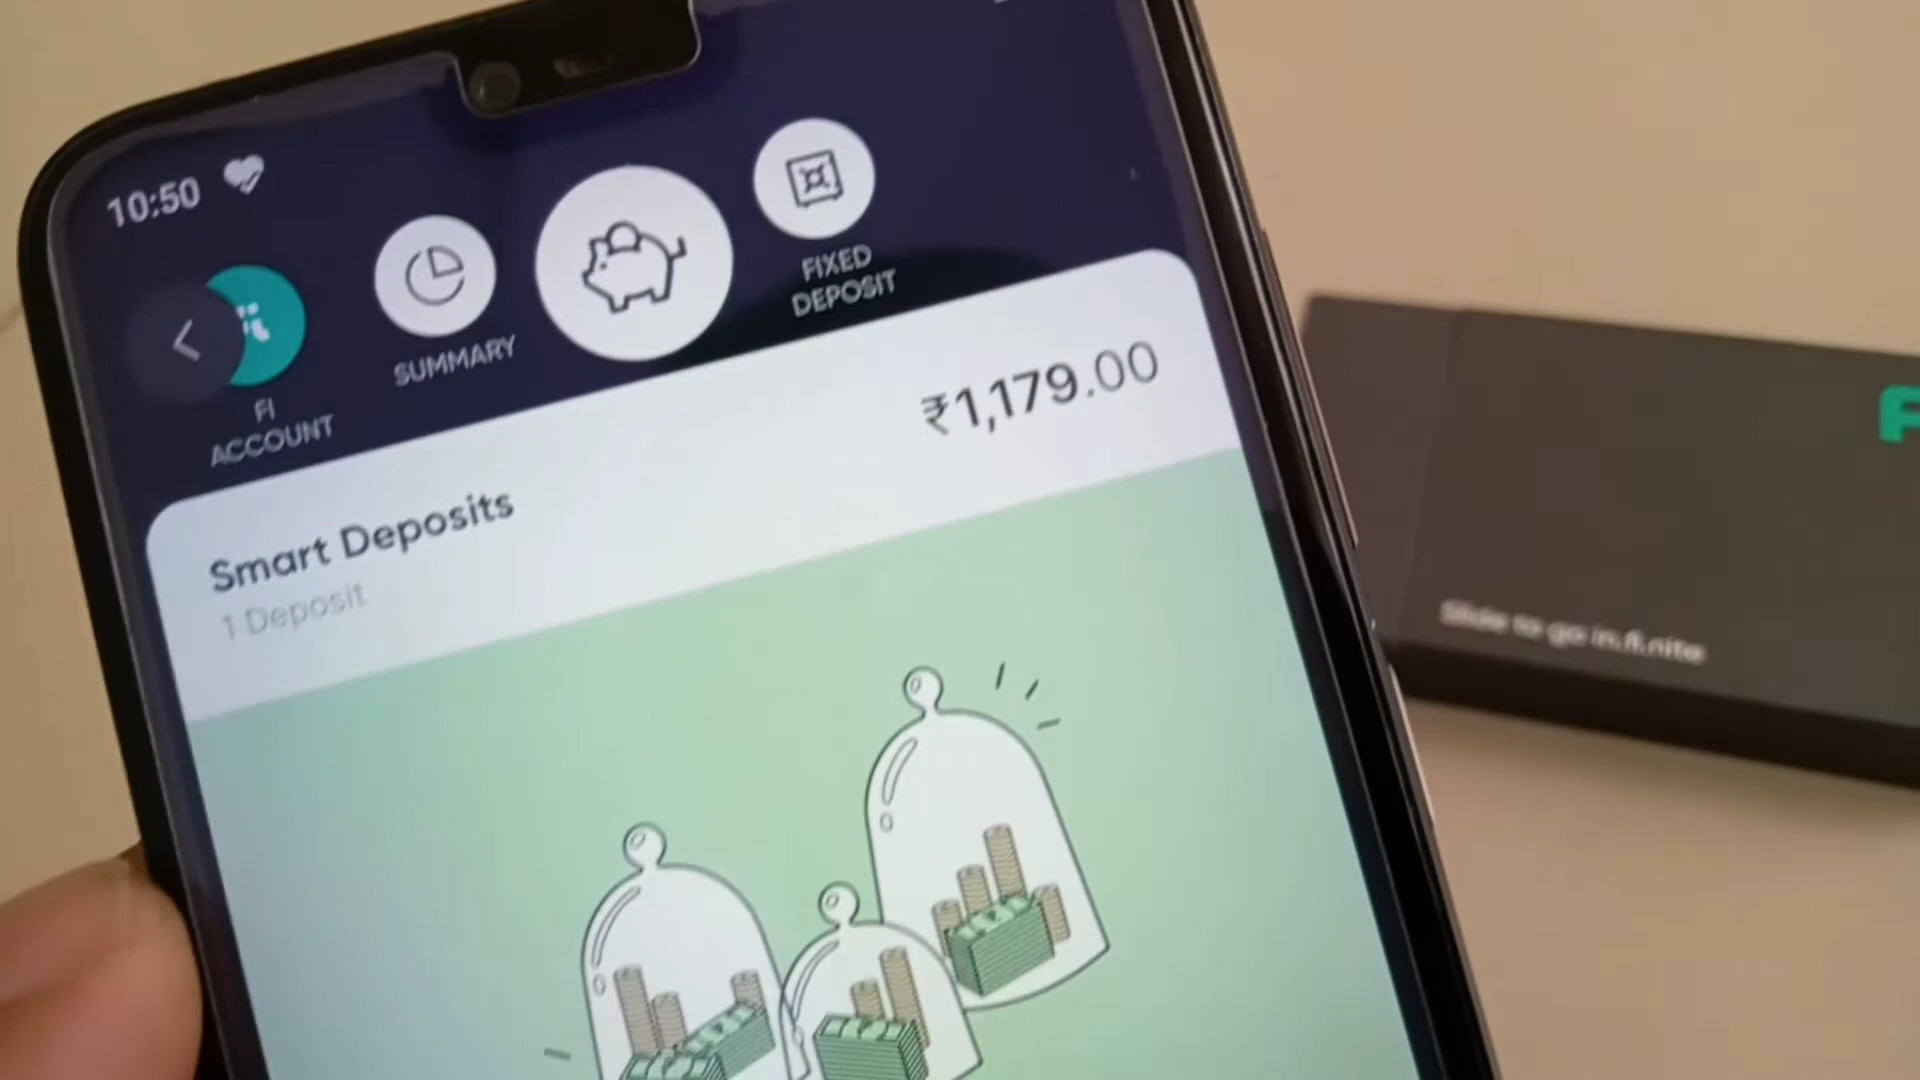 10:50
FI
ACCOUNT
SUMMARY
FIXED
DEPOSIT
₹1,179.00
Smart Deposits
1 Deposit
Slide to go in.fi.nite